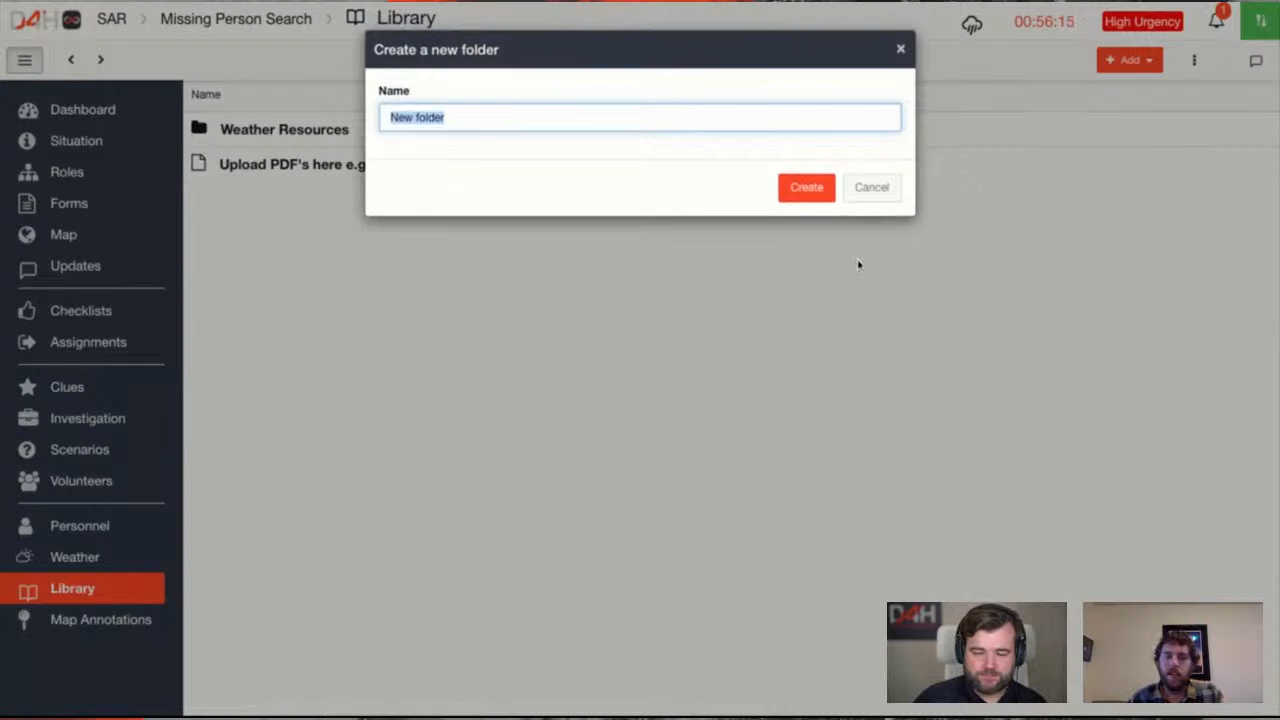 D4H SAR Missing Person Search Library 00:56:15 High Urgency 1
Create a new folder ×
+ Add
Name
Name
New folder
Weather Resources
Upload PDF's here e.g
Create Cancel
Dashboard
Situation
Roles
Forms
Map
Updates
Checklists
Assignments
Clues
Investigation
Scenarios
Volunteers
Personnel
Weather
Library
Map Annotations
D4H